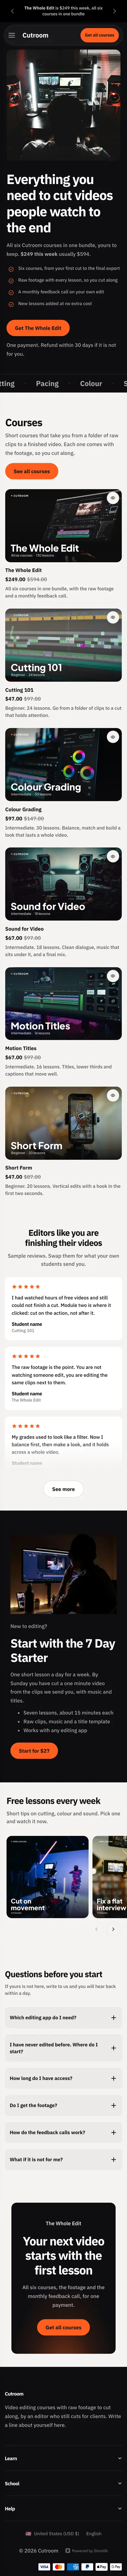 The Whole Edit is $249 this week, all six
courses in one bundle
Cutroom
Get all courses
Everything you
need to cut videos
people watch to
the end
All six Cutroom courses in one bundle, yours to
keep. $249 this week usually $594.
Six courses, from your first cut to the final export
Raw footage with every lesson, so you cut along
A monthly feedback call on your own edit
New lessons added at no extra cost
Get The Whole Edit
One payment. Refund within 30 days if it is not
for you.
Pacing
Colour
Courses
Short courses that take you from a folder of raw
clips to a finished video. Each one comes with
the footage, so you cut along.
See all courses
CUTROOM
The Whole Edit
The Whole Edit
$249.00 $594.00
All six courses in one bundle, with the raw footage
and a monthly feedback call.
CUTROOM
Cutting 101
Cutting 101
$47.00 $97.00
Beginner. 24 lessons. Go from a folder of clips to a cut
that holds attention.
CUTROOM
Colour Grading
Colour Grading
$97.00 $147.00
Intermediate. 30 lessons. Balance, match and build a
look that lasts a whole video.
CUTROOM
Sound for Video
Sound for Video
$67.00 $97.00
Intermediate. 18 lessons. Clean dialogue, music that
sits under it, and a final mix.
CUTROOM
Motion Titles
Motion Titles
$67.00 $97.00
Intermediate. 16 lessons. Titles, lower thirds and
captions that move well.
CUTROOM
Short Form
Short Form
$47.00 $87.00
Beginner. 20 lessons. Vertical edits with a hook in the
first two seconds.
Editors like you are
finishing their videos
Sample reviews. Swap them for what your own
students send you.
I had watched hours of free videos and still
could not finish a cut. Module two is where it
clicked: cut on the action, not after it.
Student name
Cutting 101
The raw footage is the point. You are not
watching someone edit, you are editing the
same clips next to them.
Student name
The Whole Edit
My grades used to look like a filter. Now I
balance first, then make a look, and it holds
across a whole video.
Student name
See more
New to editing?
Start with the 7 Day
Starter
One short lesson a day for a week. By
Sunday you have cut a one minute video
from the clips we send you, with music and
titles.
Seven lessons, about 15 minutes each
Raw clips, music and a title template
Works with any editing app
Start for $27
Free lessons every week
Short tips on cutting, colour and sound. Pick one
and watch it now.
Cut on
movement
Fix a flat
interview
Questions before you start
If yours is not here, write to us and you will hear back
within a day.
Which editing app do I need?
I have never edited before. Where do I
start?
How long do I have access?
Do I get the footage?
How do the feedback calls work?
What if it is not for me?
The Whole Edit
Your next video
starts with the
first lesson
All six courses, the footage and the
monthly feedback call, for one
payment.
Get all courses
Cutroom
Video editing courses with raw footage to cut
along, by an editor who still cuts for clients. Write
a line about yourself here.
Learn
School
Help
United States (USD $)
English
© 2026 Cutroom
VISA